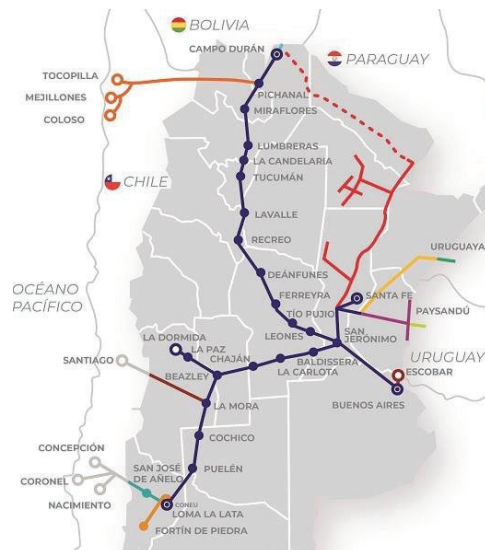 BOLIVIA
CAMPO DURÁN
PARAGUAY
TOCOPILLA
MEJILLONES
COLOSO
PICHANAL
MIRAFLORES
LUMBRERAS
LA CANDELARIA
TUCUMÁN
CHILE
LAVALLE
RECREO
URUGUAYA
DEÁNFUNES
OCÉANO
PACÍFICO
FERREYRA
SANTA FE
TÍO PUJIO
PAYSANDÚ
LA DORMIDA
LA PAZ
LEONES
SAN
JERÓNIMO
SANTIAGO
CHAJÁN
BALDISSERA
URUGUAY
BEAZLEY
LA CARLOTA
ESCOBAR
LA MORA
BUENOS AIRES
COCHICO
CONCEPCIÓN
SAN JOSÉ
DE AÑELO
PUELÉN
CORONEL
NACIMIENTO
CONEU
LOMA LA LATA
FORTÍN DE PIEDRA